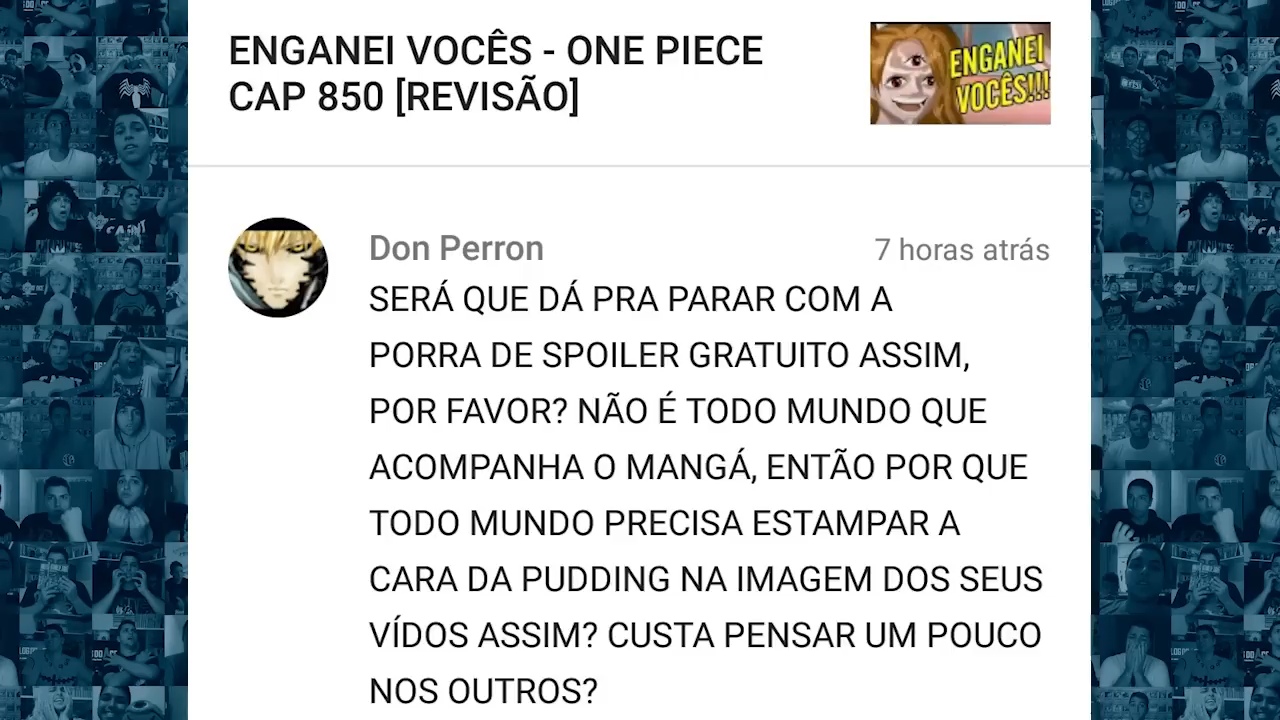 ENGANEI VOCÊS - ONE PIECE
CAP 850 [REVISÃO]
ENGANEI
VOCÊS!!!
Don Perron
7 horas atrás
SERÁ QUE DÁ PRA PARAR COM A
PORRA DE SPOILER GRATUITO ASSIM,
POR FAVOR? NÃO É TODO MUNDO QUE
ACOMPANHA O MANGÁ, ENTÃO POR QUE
TODO MUNDO PRECISA ESTAMPAR A
CARA DA PUDDING NA IMAGEM DOS SEUS
VÍDOS ASSIM? CUSTA PENSAR UM POUCO
NOS OUTROS?